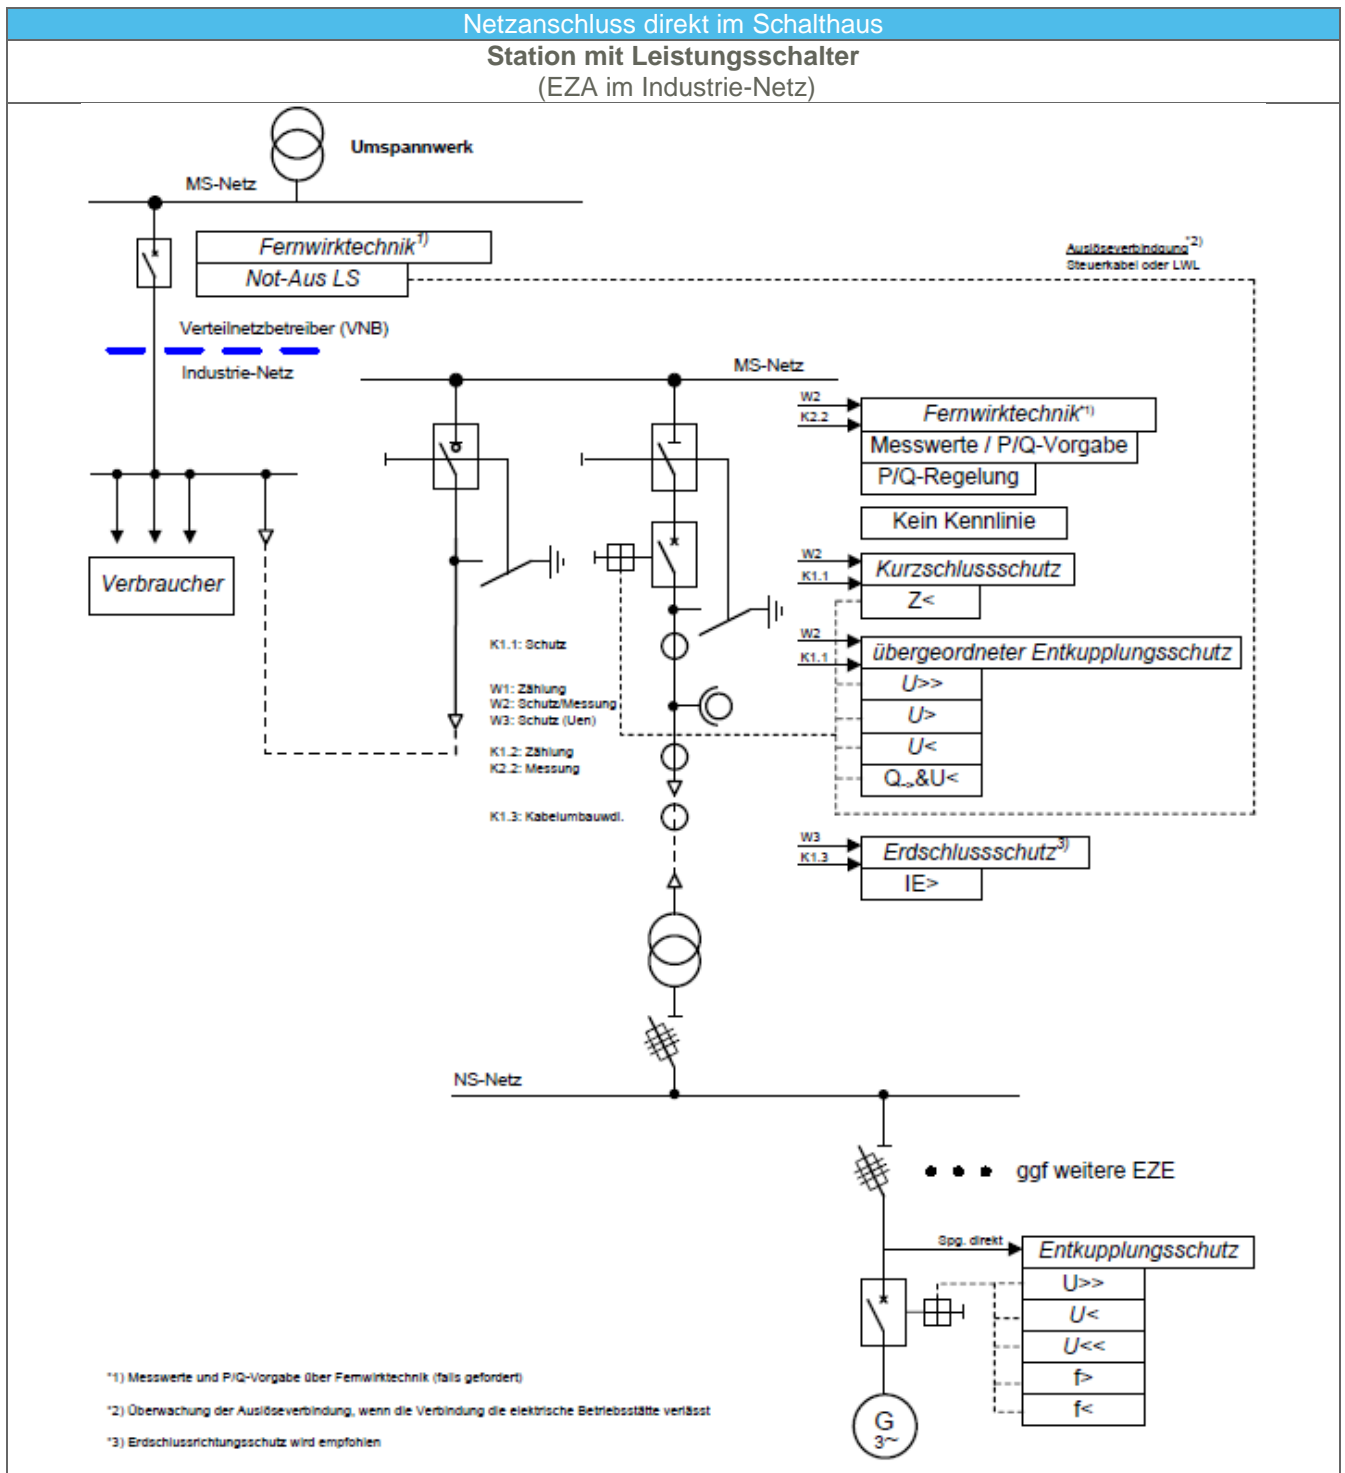 Netzanschluss direkt im Schalthaus
Station mit Leistungsschalter
(EZA im Industrie-Netz)
Umspannwerk
MS-Netz
Fernwirktechnik1)
Not-Aus LS
Auslöseverbindung*2)
Steuerkabel oder LWL
Verteilnetzbetreiber (VNB)
Industrie-Netz
MS-Netz
W2
K2.2
Fernwirktechnik*1)
Messwerte / P/Q-Vorgabe
P/Q-Regelung
Kein Kennlinie
Verbraucher
W2
K1.1
Kurzschlussschutz
Z<
K1.1: Schutz
W2
K1.1
übergeordneter Entkupplungsschutz
U>>
U>
U<
Q->&U<
W1: Zählung
W2: Schutz/Messung
W3: Schutz (Uen)
K1.2: Zählung
K2.2: Messung
K1.3: Kabelumbauwdl.
W3
K1.3
Erdschlussschutz3)
IE>
NS-Netz
ggf weitere EZE
Spg. direkt
Entkupplungsschutz
U>>
U<
U<<
f>
f<
G
3~
*1) Messwerte und P/Q-Vorgabe über Fernwirktechnik (falls gefordert)
*2) Überwachung der Auslöseverbindung, wenn die Verbindung die elektrische Betriebsstätte verlässt
*3) Erdschlussrichtungsschutz wird empfohlen